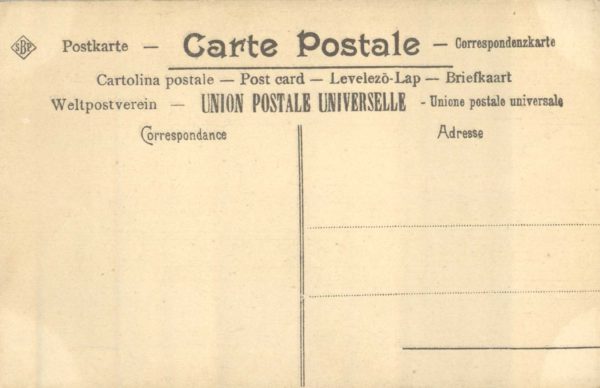 SBP Postkarte — Carte Postale — Correspondenzkarte
Cartolina postale — Post card — Levelező-Lap — Briefkaart
Weltpostverein — UNION POSTALE UNIVERSELLE - Unione postale universale
Correspondance
Adresse